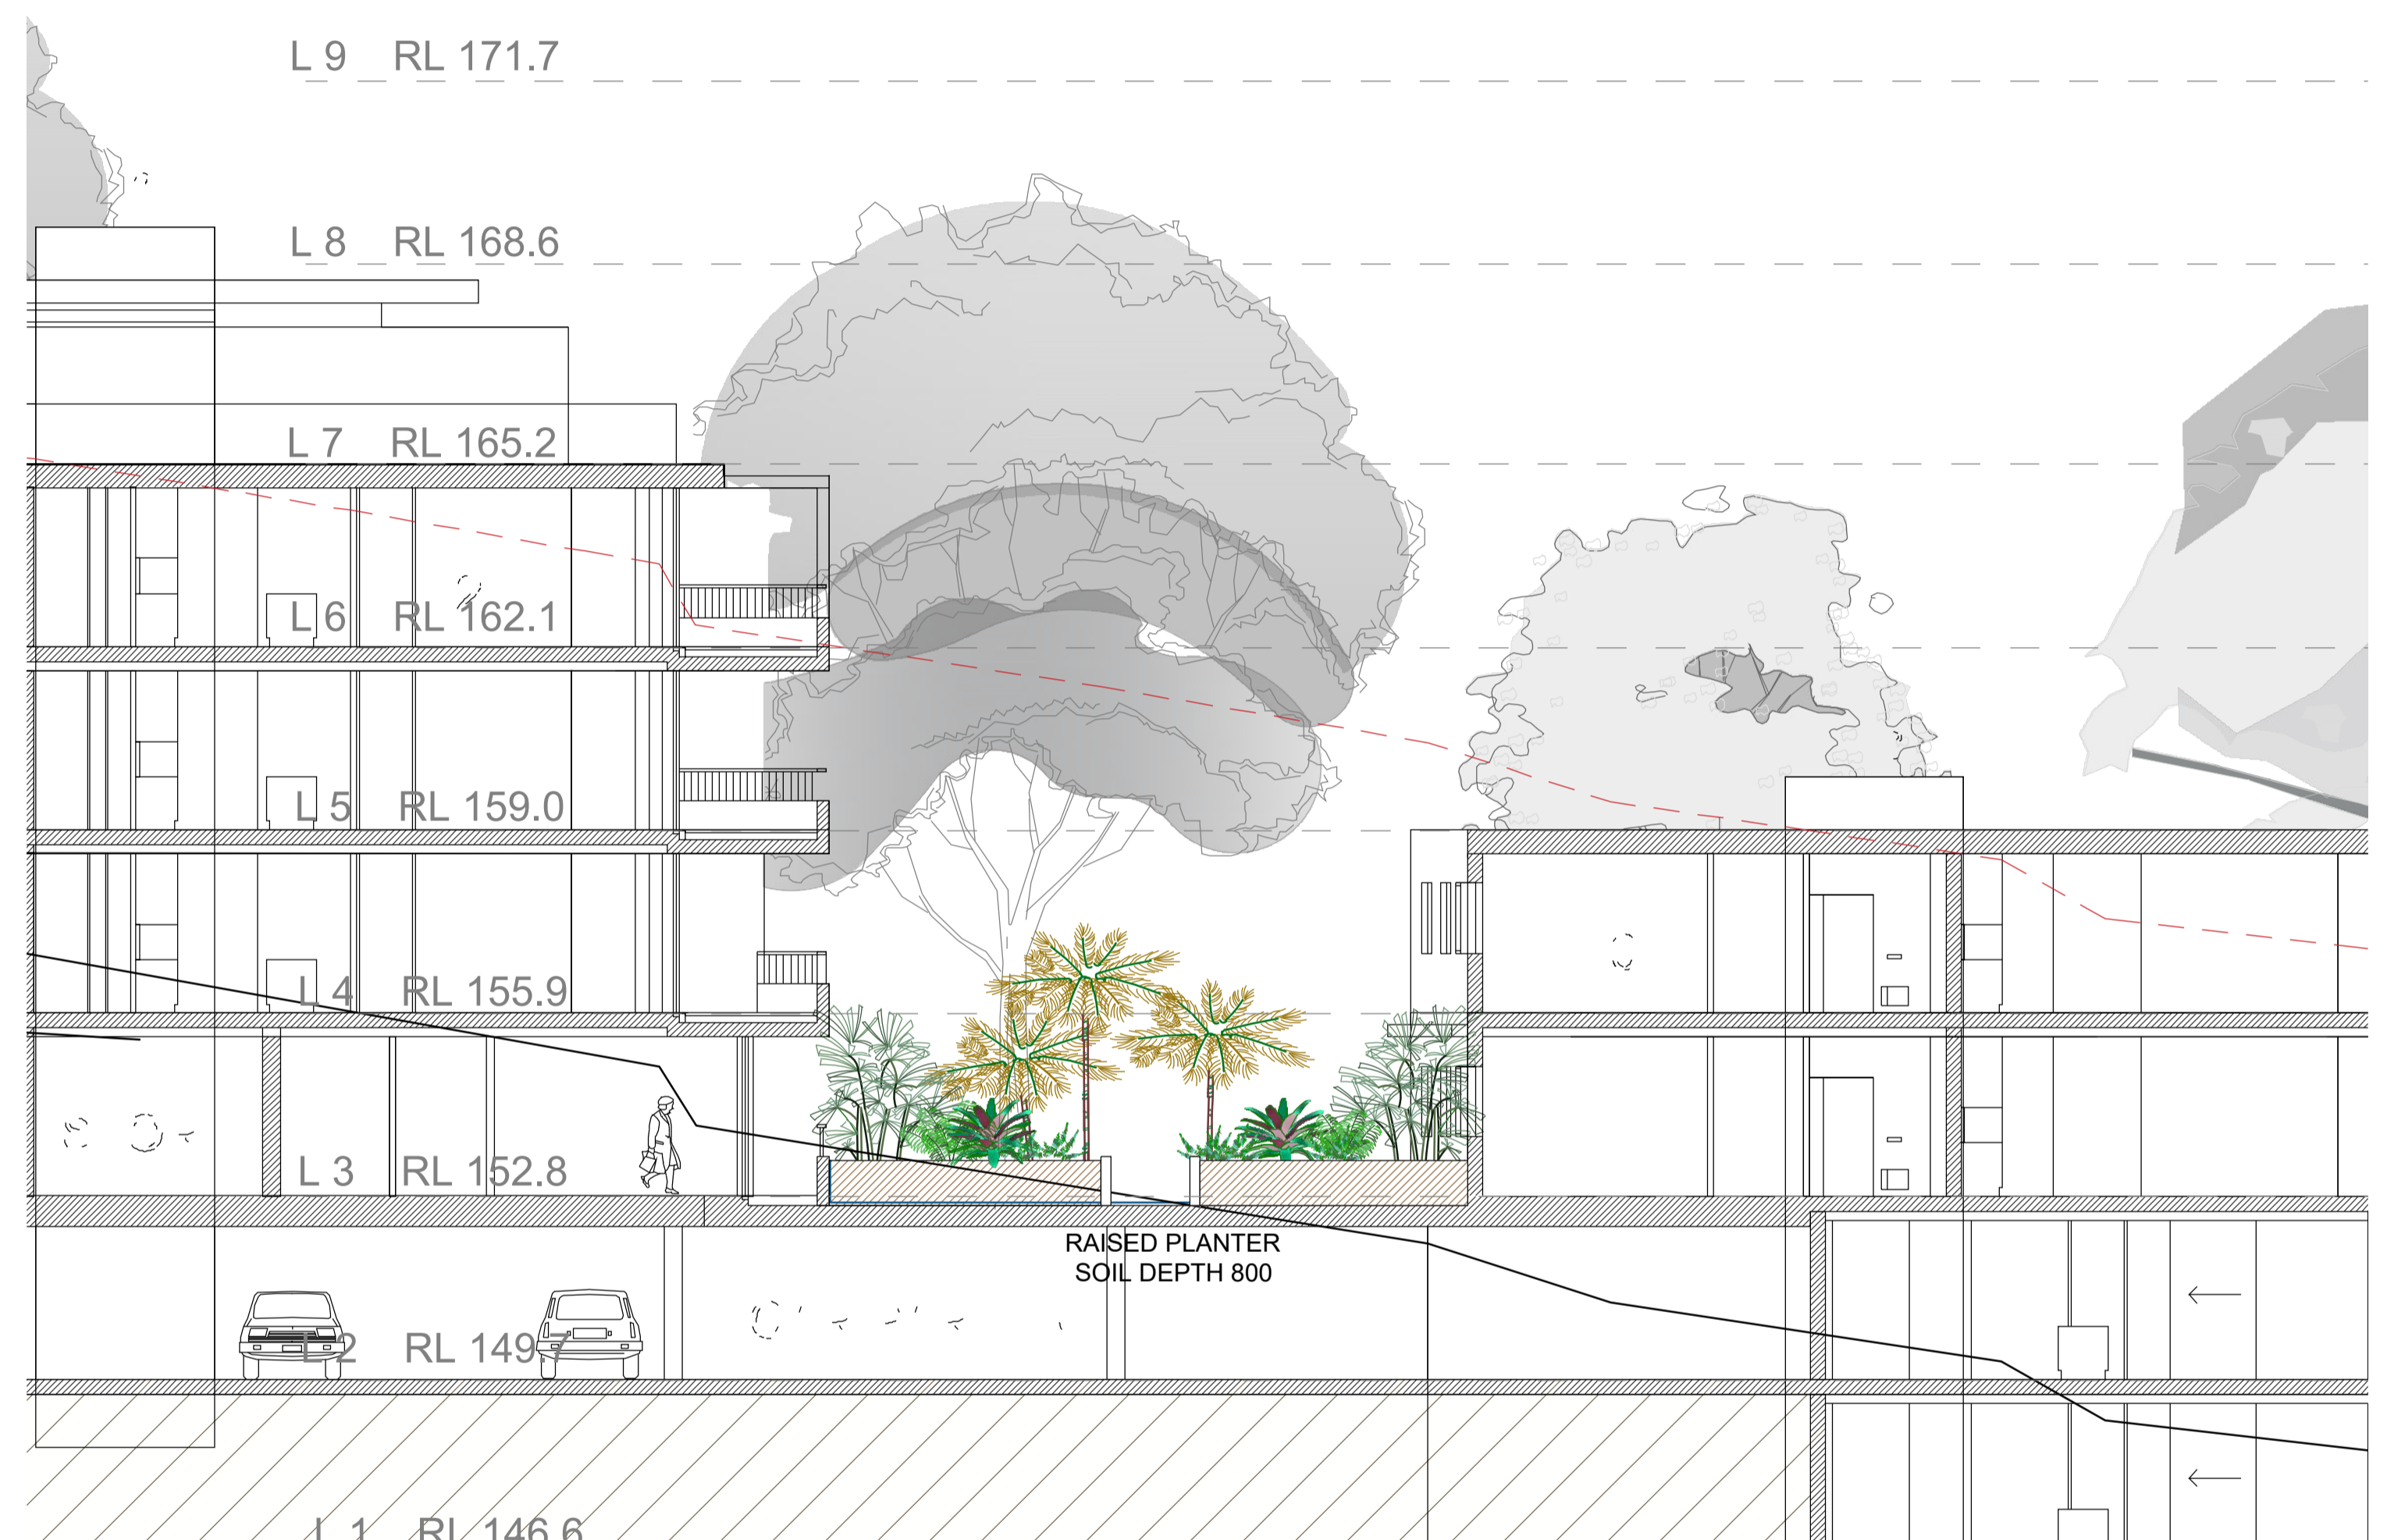 L 9 RL 171.7
L 8 RL 168.6
L 7 RL 165.2
L 6 RL 162.1
L 5 RL 159.0
L 4 RL 155.9
L 3 RL 152.8
RAISED PLANTER
SOIL DEPTH 800
L 2 RL 149.7
L 1 RL 146.6